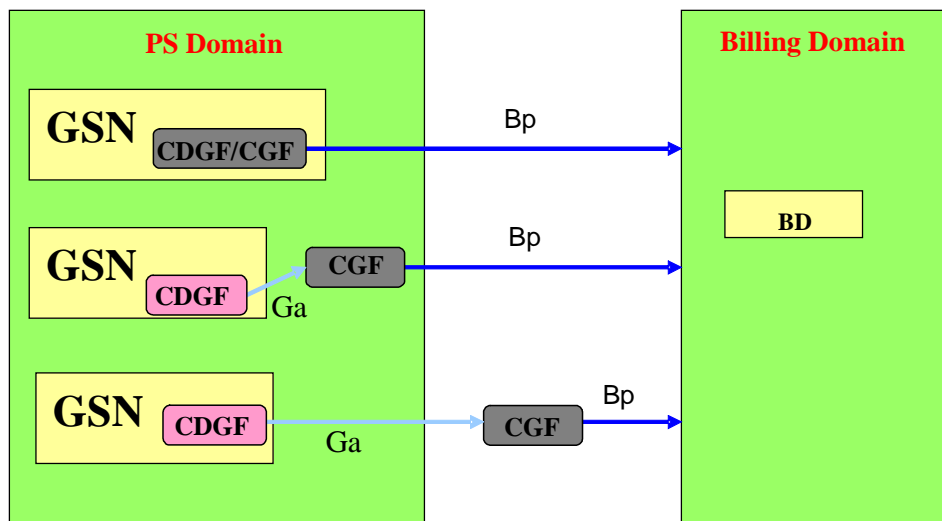 PS Domain
Billing Domain
GSN
CDGF/CGF
Bp
BD
GSN
CDGF
Ga
CGF
Bp
GSN
CDGF
Ga
CGF
Bp